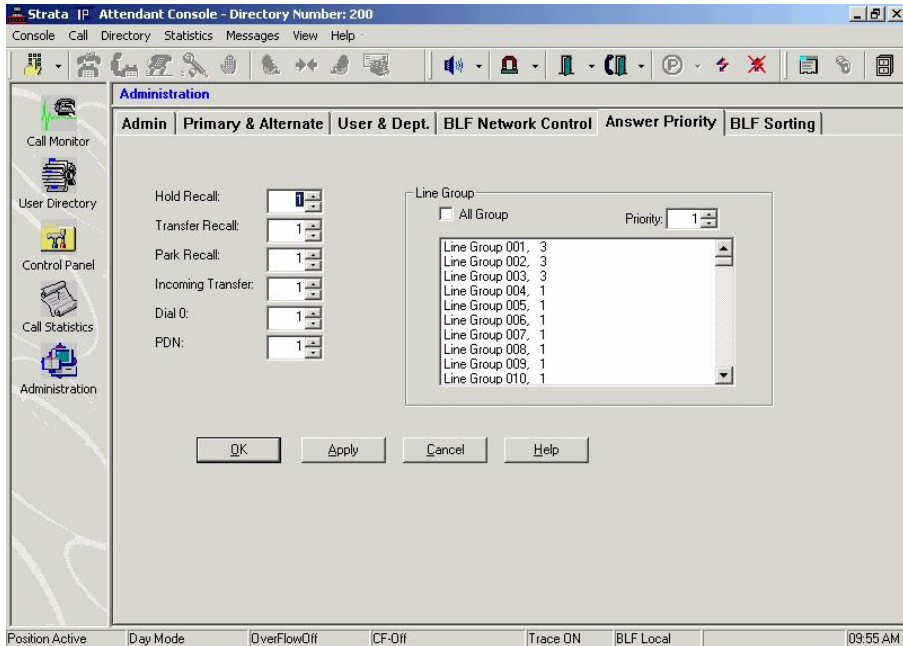 Strata IP Attendant Console - Directory Number: 200
Console Call Directory Statistics Messages View Help
P
Administration
Admin Primary & Alternate User & Dept. BLF Network Control Answer Priority BLF Sorting
Call Monitor
User Directory
Control Panel
Call Statistics
Administration
Hold Recall: 1
Transfer Recall: 1
Park Recall: 1
Incoming Transfer: 1
Dial 0: 1
PDN: 1
Line Group
All Group Priority: 1
Line Group 001, 3
Line Group 002, 3
Line Group 003, 3
Line Group 004, 1
Line Group 005, 1
Line Group 006, 1
Line Group 007, 1
Line Group 008, 1
Line Group 009, 1
Line Group 010, 1
OK Apply Cancel Help
Position Active Day Mode OverFlowOff CF-Off Trace ON BLF Local 09:55 AM